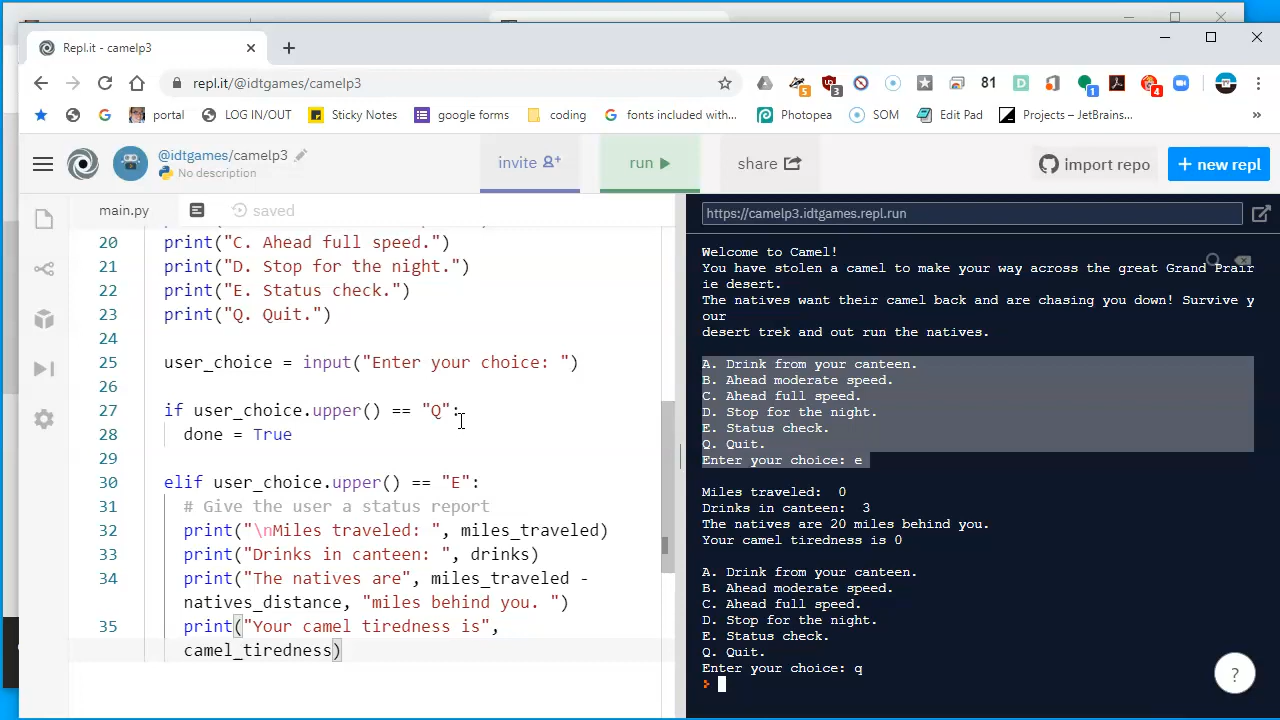 Repl.it - camelp3
repl.it/@idtgames/camelp3
5
3
81
1
4
portal
LOG IN/OUT
Sticky Notes
google forms
coding
fonts included with...
Photopea
SOM
Edit Pad
Projects – JetBrains...
»
@idtgames/camelp3
No description
invite
run
share
import repo
+ new repl
main.py
saved
20 print("C. Ahead full speed.")
21 print("D. Stop for the night.")
22 print("E. Status check.")
23 print("Q. Quit.")
24
25 user_choice = input("Enter your choice: ")
26
27 if user_choice.upper() == "Q":
28 done = True
29
30 elif user_choice.upper() == "E":
31 # Give the user a status report
32 print("\nMiles traveled: ", miles_traveled)
33 print("Drinks in canteen: ", drinks)
34 print("The natives are", miles_traveled -
natives_distance, "miles behind you. ")
35 print("Your camel tiredness is",
camel_tiredness)
https://camelp3.idtgames.repl.run
Welcome to Camel!
You have stolen a camel to make your way across the great Grand Prair
ie desert.
The natives want their camel back and are chasing you down! Survive y
our
desert trek and out run the natives.
A. Drink from your canteen.
B. Ahead moderate speed.
C. Ahead full speed.
D. Stop for the night.
E. Status check.
Q. Quit.
Enter your choice: e
Miles traveled:  0
Drinks in canteen:  3
The natives are 20 miles behind you.
Your camel tiredness is 0
A. Drink from your canteen.
B. Ahead moderate speed.
C. Ahead full speed.
D. Stop for the night.
E. Status check.
Q. Quit.
Enter your choice: q
?